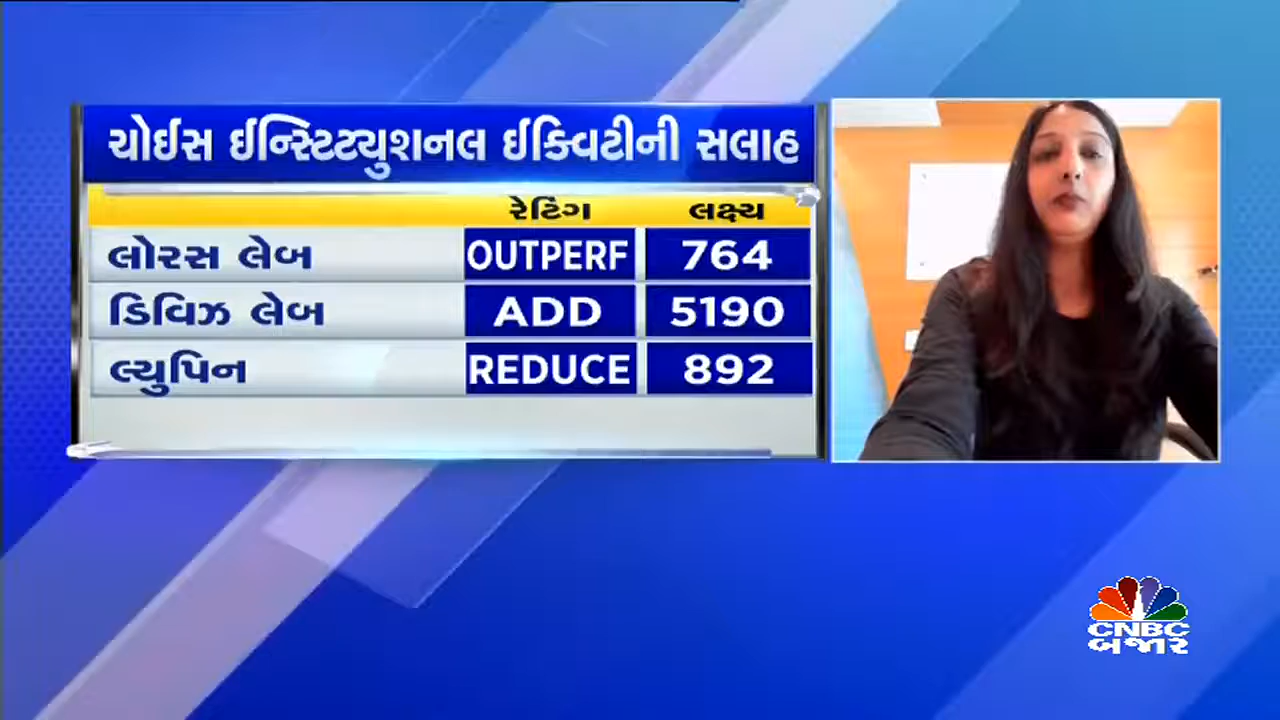 ચોઈસ ઈન્સ્ટિટ્યુશનલ ઈક્વિટીની સલાહ
રેટિંગ લક્ષ્ય
લોરસ લેબ OUTPERF 764
ડિવિઝ લેબ ADD 5190
લ્યુપિન REDUCE 892
CNBC
બજાર